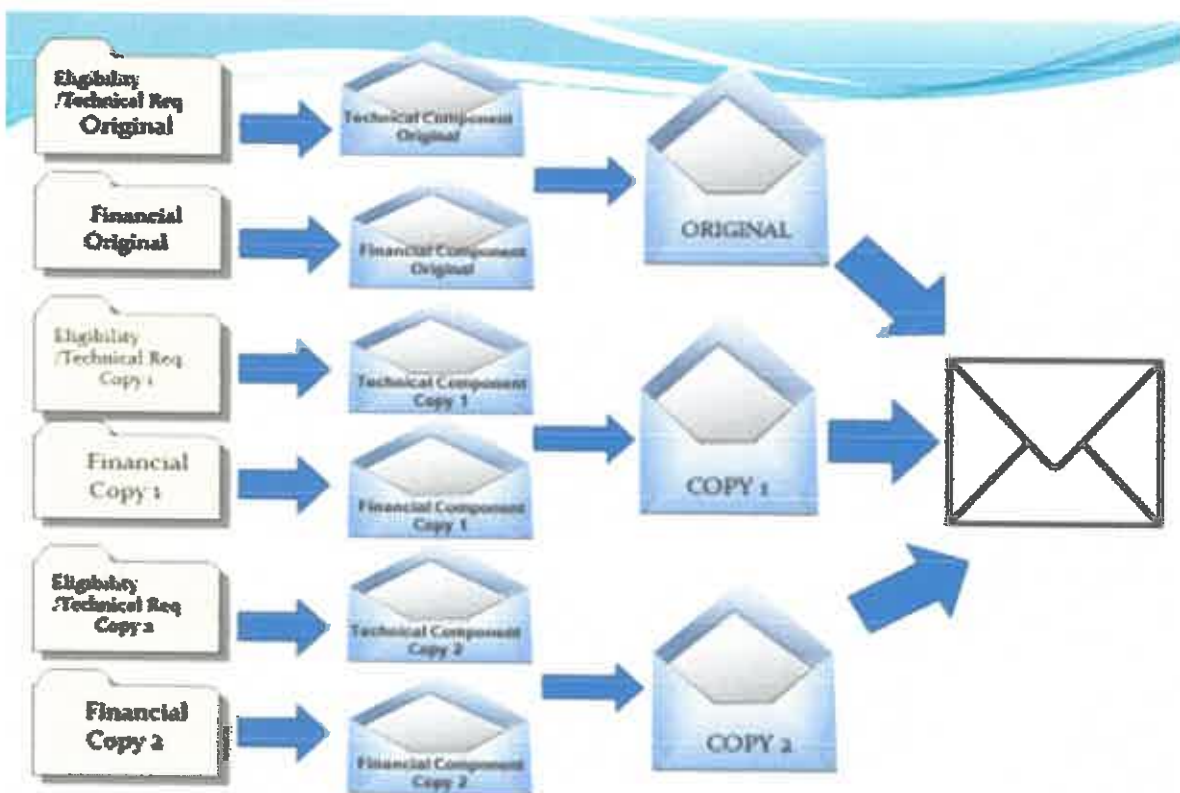 Eligibility
/Technical Req
Original
Technical Component
Original
ORIGINAL
Financial
Original
Financial Component
Original
Eligibility
/Technical Req
Copy 1
Technical Component
Copy 1
COPY 1
Financial
Copy 1
Financial Component
Copy 1
Eligibility
/Technical Req
Copy 2
Technical Component
Copy 2
COPY 2
Financial
Copy 2
Financial Component
Copy 2